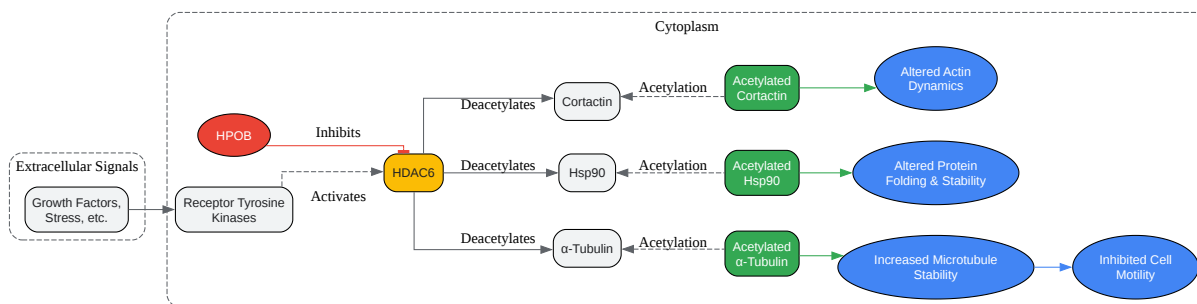 Cytoplasm
Extracellular Signals
Growth Factors,
Stress, etc.
Receptor Tyrosine
Kinases
HPOB
Inhibits
Activates
HDAC6
Deacetylates
Cortactin
Acetylation
Acetylated
Cortactin
Altered Actin
Dynamics
Deacetylates
Hsp90
Acetylation
Acetylated
Hsp90
Altered Protein
Folding & Stability
Deacetylates
α-Tubulin
Acetylation
Acetylated
α-Tubulin
Increased Microtubule
Stability
Inhibited Cell
Motility